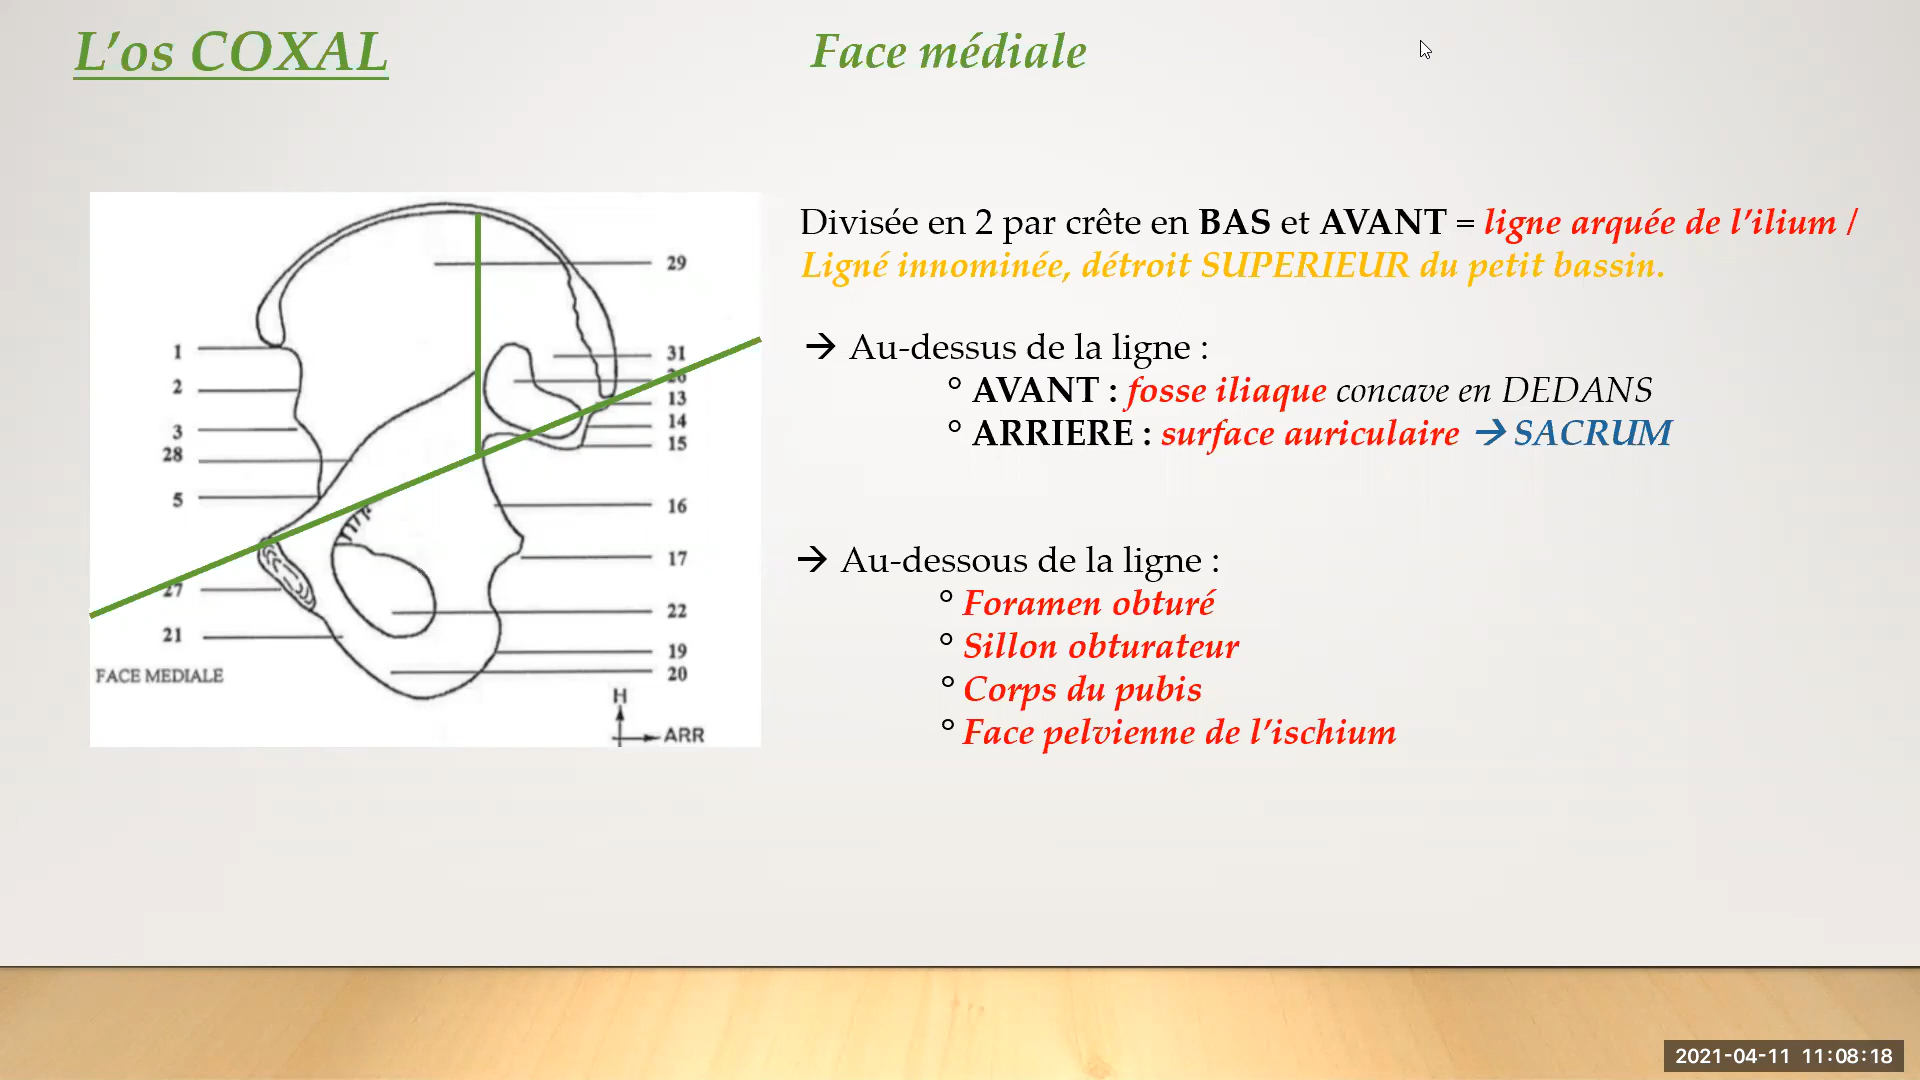 L’os COXAL
Face médiale
Divisée en 2 par crête en BAS et AVANT = ligne arquée de l’ilium /
Ligné innominée, détroit SUPERIEUR du petit bassin.
→ Au-dessus de la ligne :
° AVANT : fosse iliaque concave en DEDANS
° ARRIERE : surface auriculaire → SACRUM
→ Au-dessous de la ligne :
° Foramen obturé
° Sillon obturateur
° Corps du pubis
° Face pelvienne de l’ischium
1
2
3
28
5
27
21
FACE MEDIALE
29
31
13
14
15
16
17
22
19
20
H
ARR
2021-04-11 11:08:18